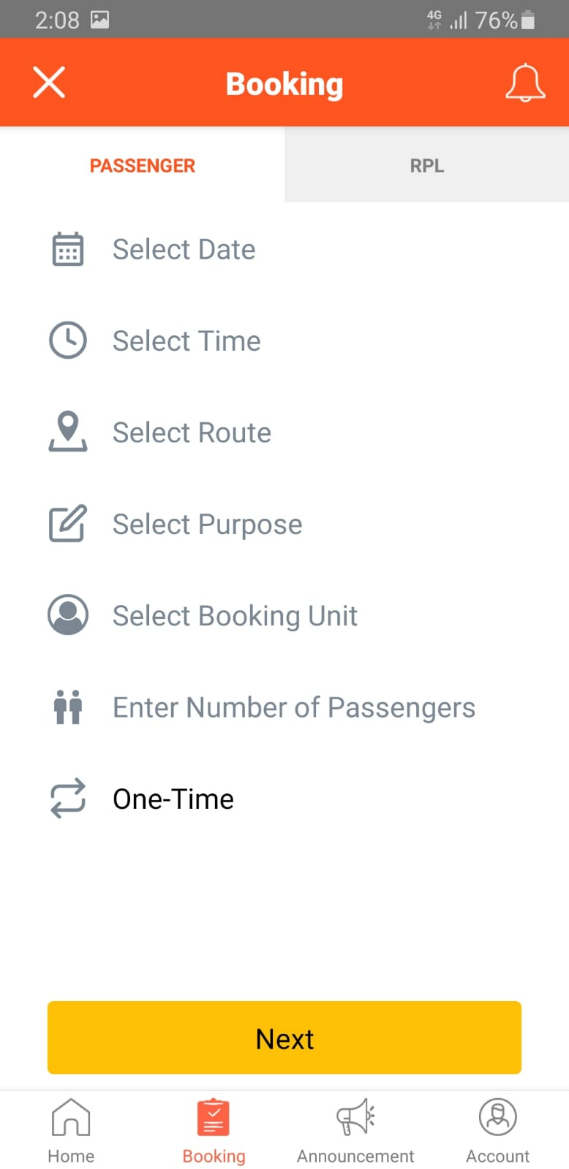 2:08 4G 76%
Booking
PASSENGER RPL
Select Date
Select Time
Select Route
Select Purpose
Select Booking Unit
Enter Number of Passengers
One-Time
Next
Home Booking Announcement Account